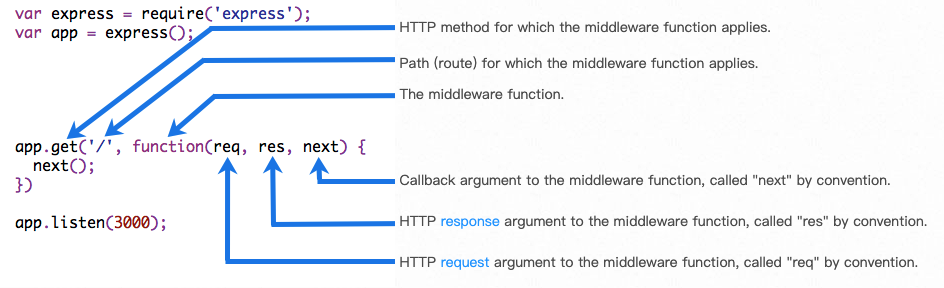 var express = require('express');
var app = express();
HTTP method for which the middleware function applies.
Path (route) for which the middleware function applies.
The middleware function.
app.get('/', function(req, res, next) {
  next();
})
Callback argument to the middleware function, called "next" by convention.
app.listen(3000);
HTTP response argument to the middleware function, called "res" by convention.
HTTP request argument to the middleware function, called "req" by convention.